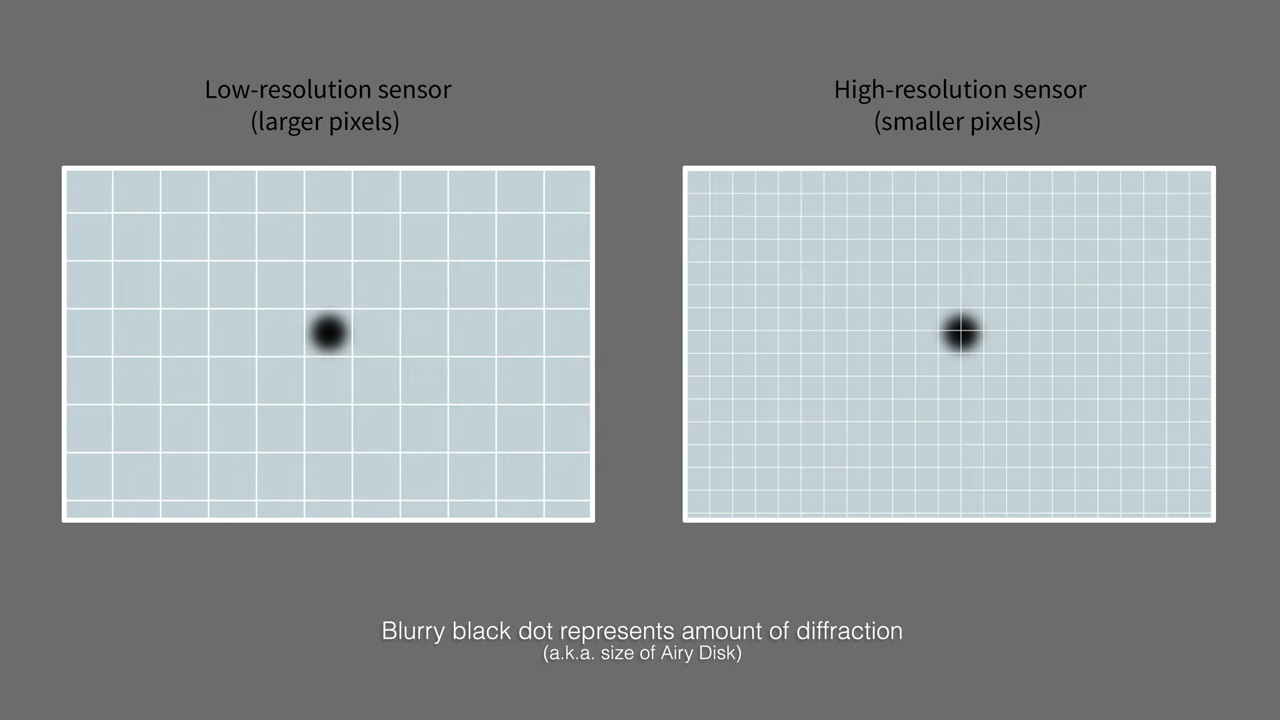 Low-resolution sensor
(larger pixels)
High-resolution sensor
(smaller pixels)
Blurry black dot represents amount of diffraction
(a.k.a. size of Airy Disk)